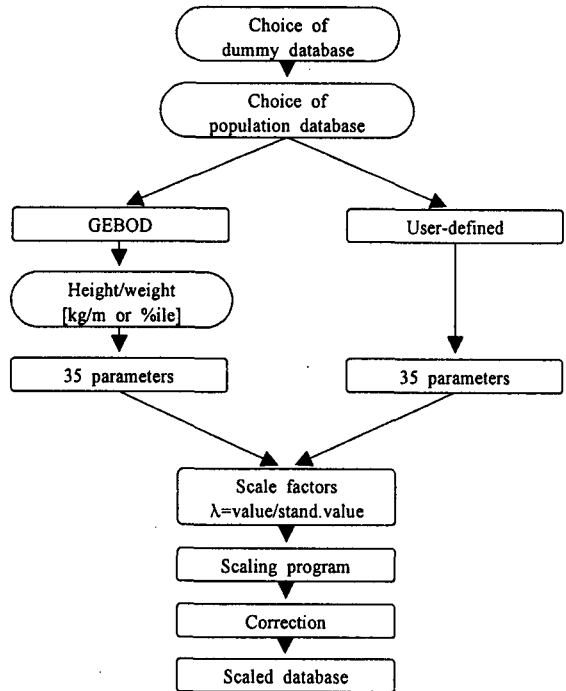 Choice of
dummy database
Choice of
population database
GEBOD
User-defined
Height/weight
[kg/m or %ile]
35 parameters
35 parameters
Scale factors
λ=value/stand.value
Scaling program
Correction
Scaled database